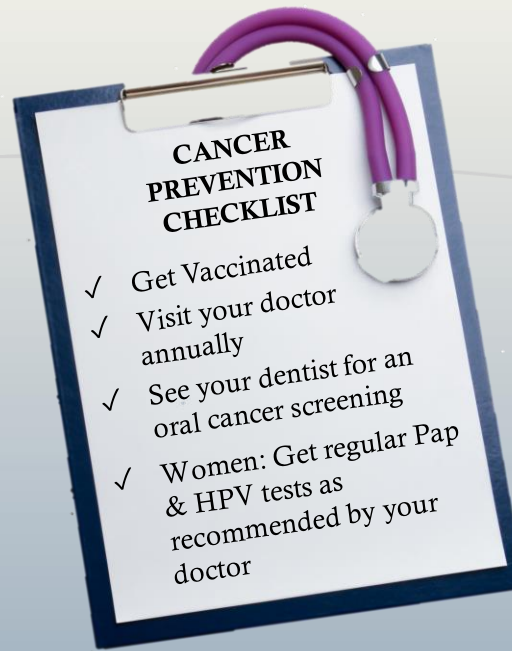 CANCER
PREVENTION
CHECKLIST
✓ Get Vaccinated
✓ Visit your doctor
annually
✓ See your dentist for an
oral cancer screening
✓ Women: Get regular Pap
& HPV tests as
recommended by your
doctor